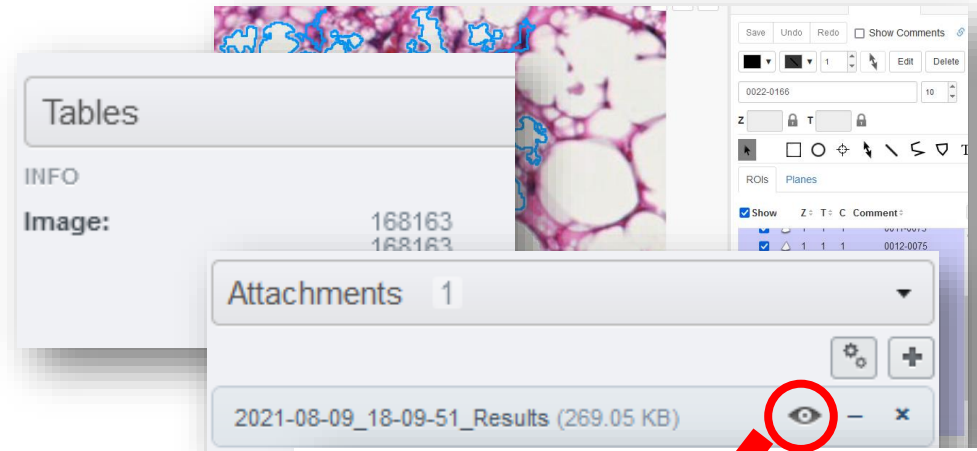 Save Undo Redo Show Comments
1 Edit Delete
0022-0166 10
Z T
T
ROIs Planes
Show Z T C Comment
1 1 1 0011-0075
1 1 1 0012-0075
Tables
INFO
Image: 168163
168163
Attachments 1
2021-08-09_18-09-51_Results (269.05 KB)